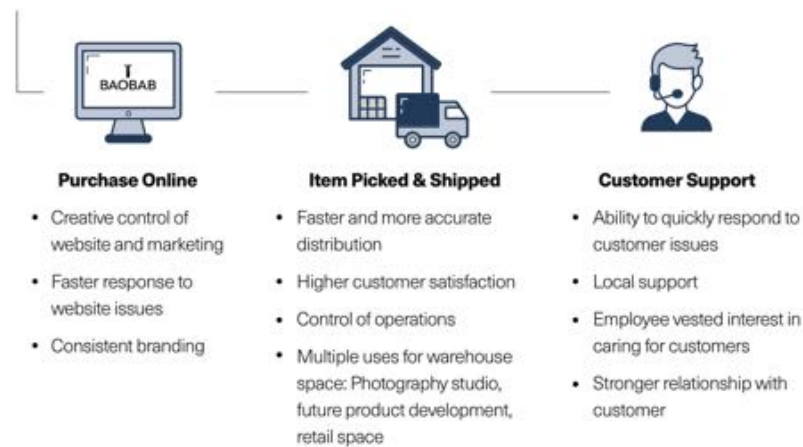 BAOBAB
Purchase Online
• Creative control of
website and marketing
• Faster response to
website issues
• Consistent branding
Item Picked & Shipped
• Faster and more accurate
distribution
• Higher customer satisfaction
• Control of operations
• Multiple uses for warehouse
space: Photography studio,
future product development,
retail space
Customer Support
• Ability to quickly respond to
customer issues
• Local support
• Employee vested interest in
caring for customers
• Stronger relationship with
customer